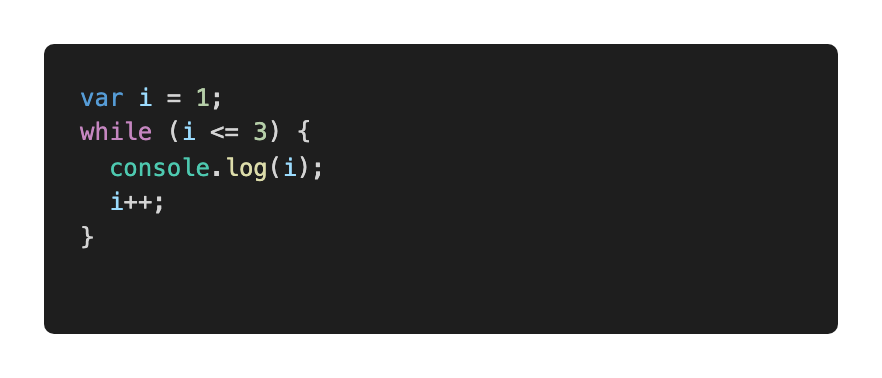 var i = 1;
while (i <= 3) {
  console.log(i);
  i++;
}